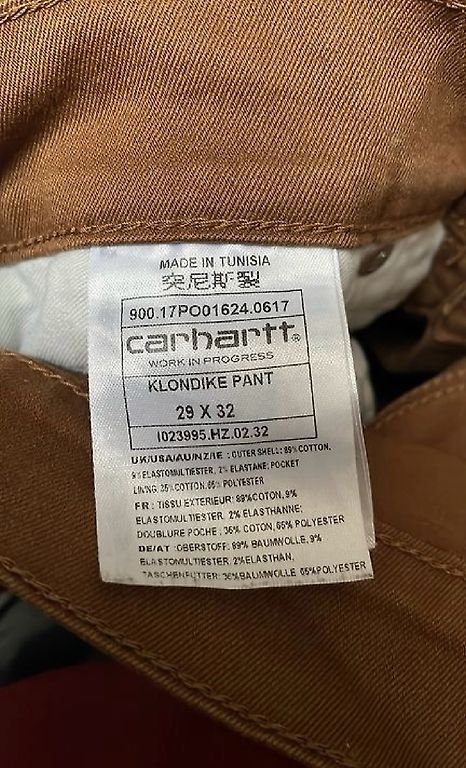 MADE IN TUNISIA
突尼斯製
900.17PO01624.0617
carhartt®
WORK IN PROGRESS
KLONDIKE PANT
29 X 32
I023995.HZ.02.32
UK/USA/AU/NZ/IE : OUTER SHELL: 89% COTTON,
9% ELASTOMULTIESTER, 2% ELASTANE; POCKET
LINING: 35% COTTON, 65% POLYESTER
FR : TISSU EXTERIEUR: 89%COTON, 9%
ELASTOMULTIESTER, 2% ELASTHANNE;
DOUBLURE POCHE : 36% COTON, 65% POLYESTER
DE/AT :OBERSTOFF: 99% BAUMWOLLE, 9%
ELASTOMULTIESTER, 2%ELASTHAN,
TASCHENFUTTER: 36%BAUMWOLLE 65%POLYESTER